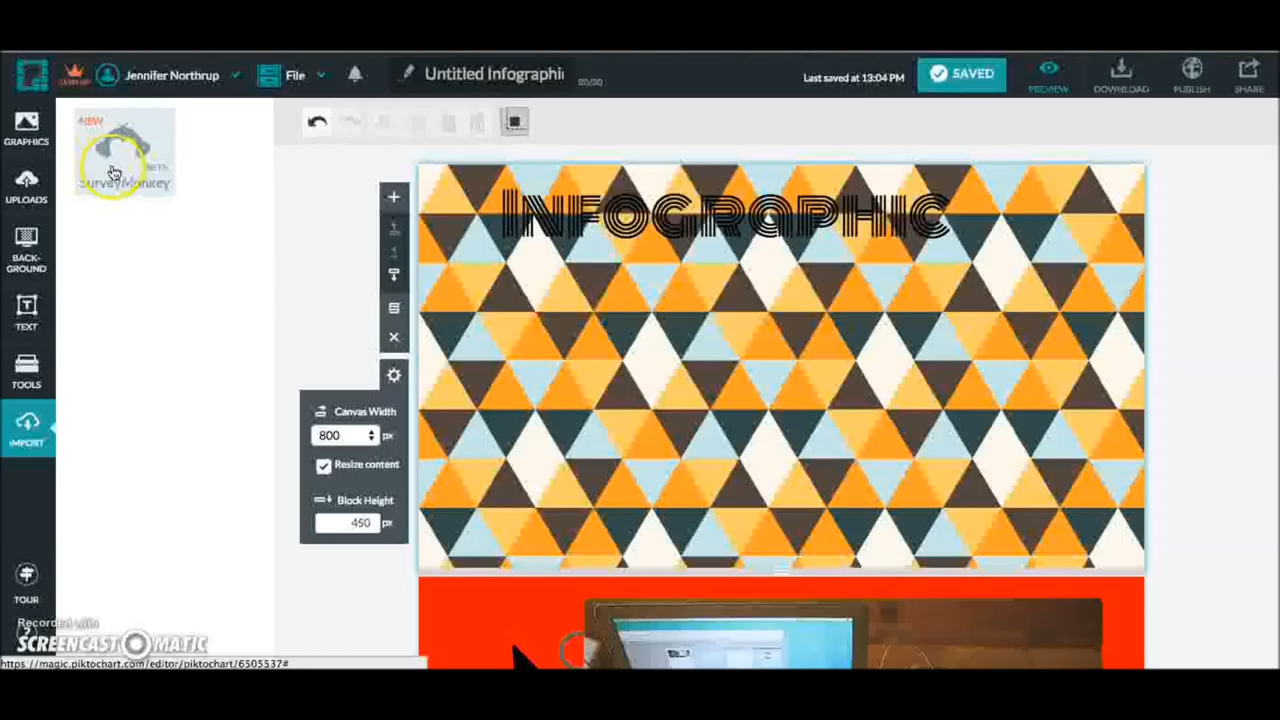 Jennifer Northrup
File
Untitled Infographi
Last saved at 13:04 PM
SAVED
PREVIEW
DOWNLOAD
PUBLISH
SHARE
GRAPHICS
UPLOADS
BACK-
GROUND
TEXT
TOOLS
IMPORT
TOUR
NEW
SurveyMonkey
Infographic
Canvas Width
800 px
Resize content
Block Height
450 px
Recorded with
SCREENCAST-O-MATIC
https://magic.piktochart.com/editor/piktochart/6505537#